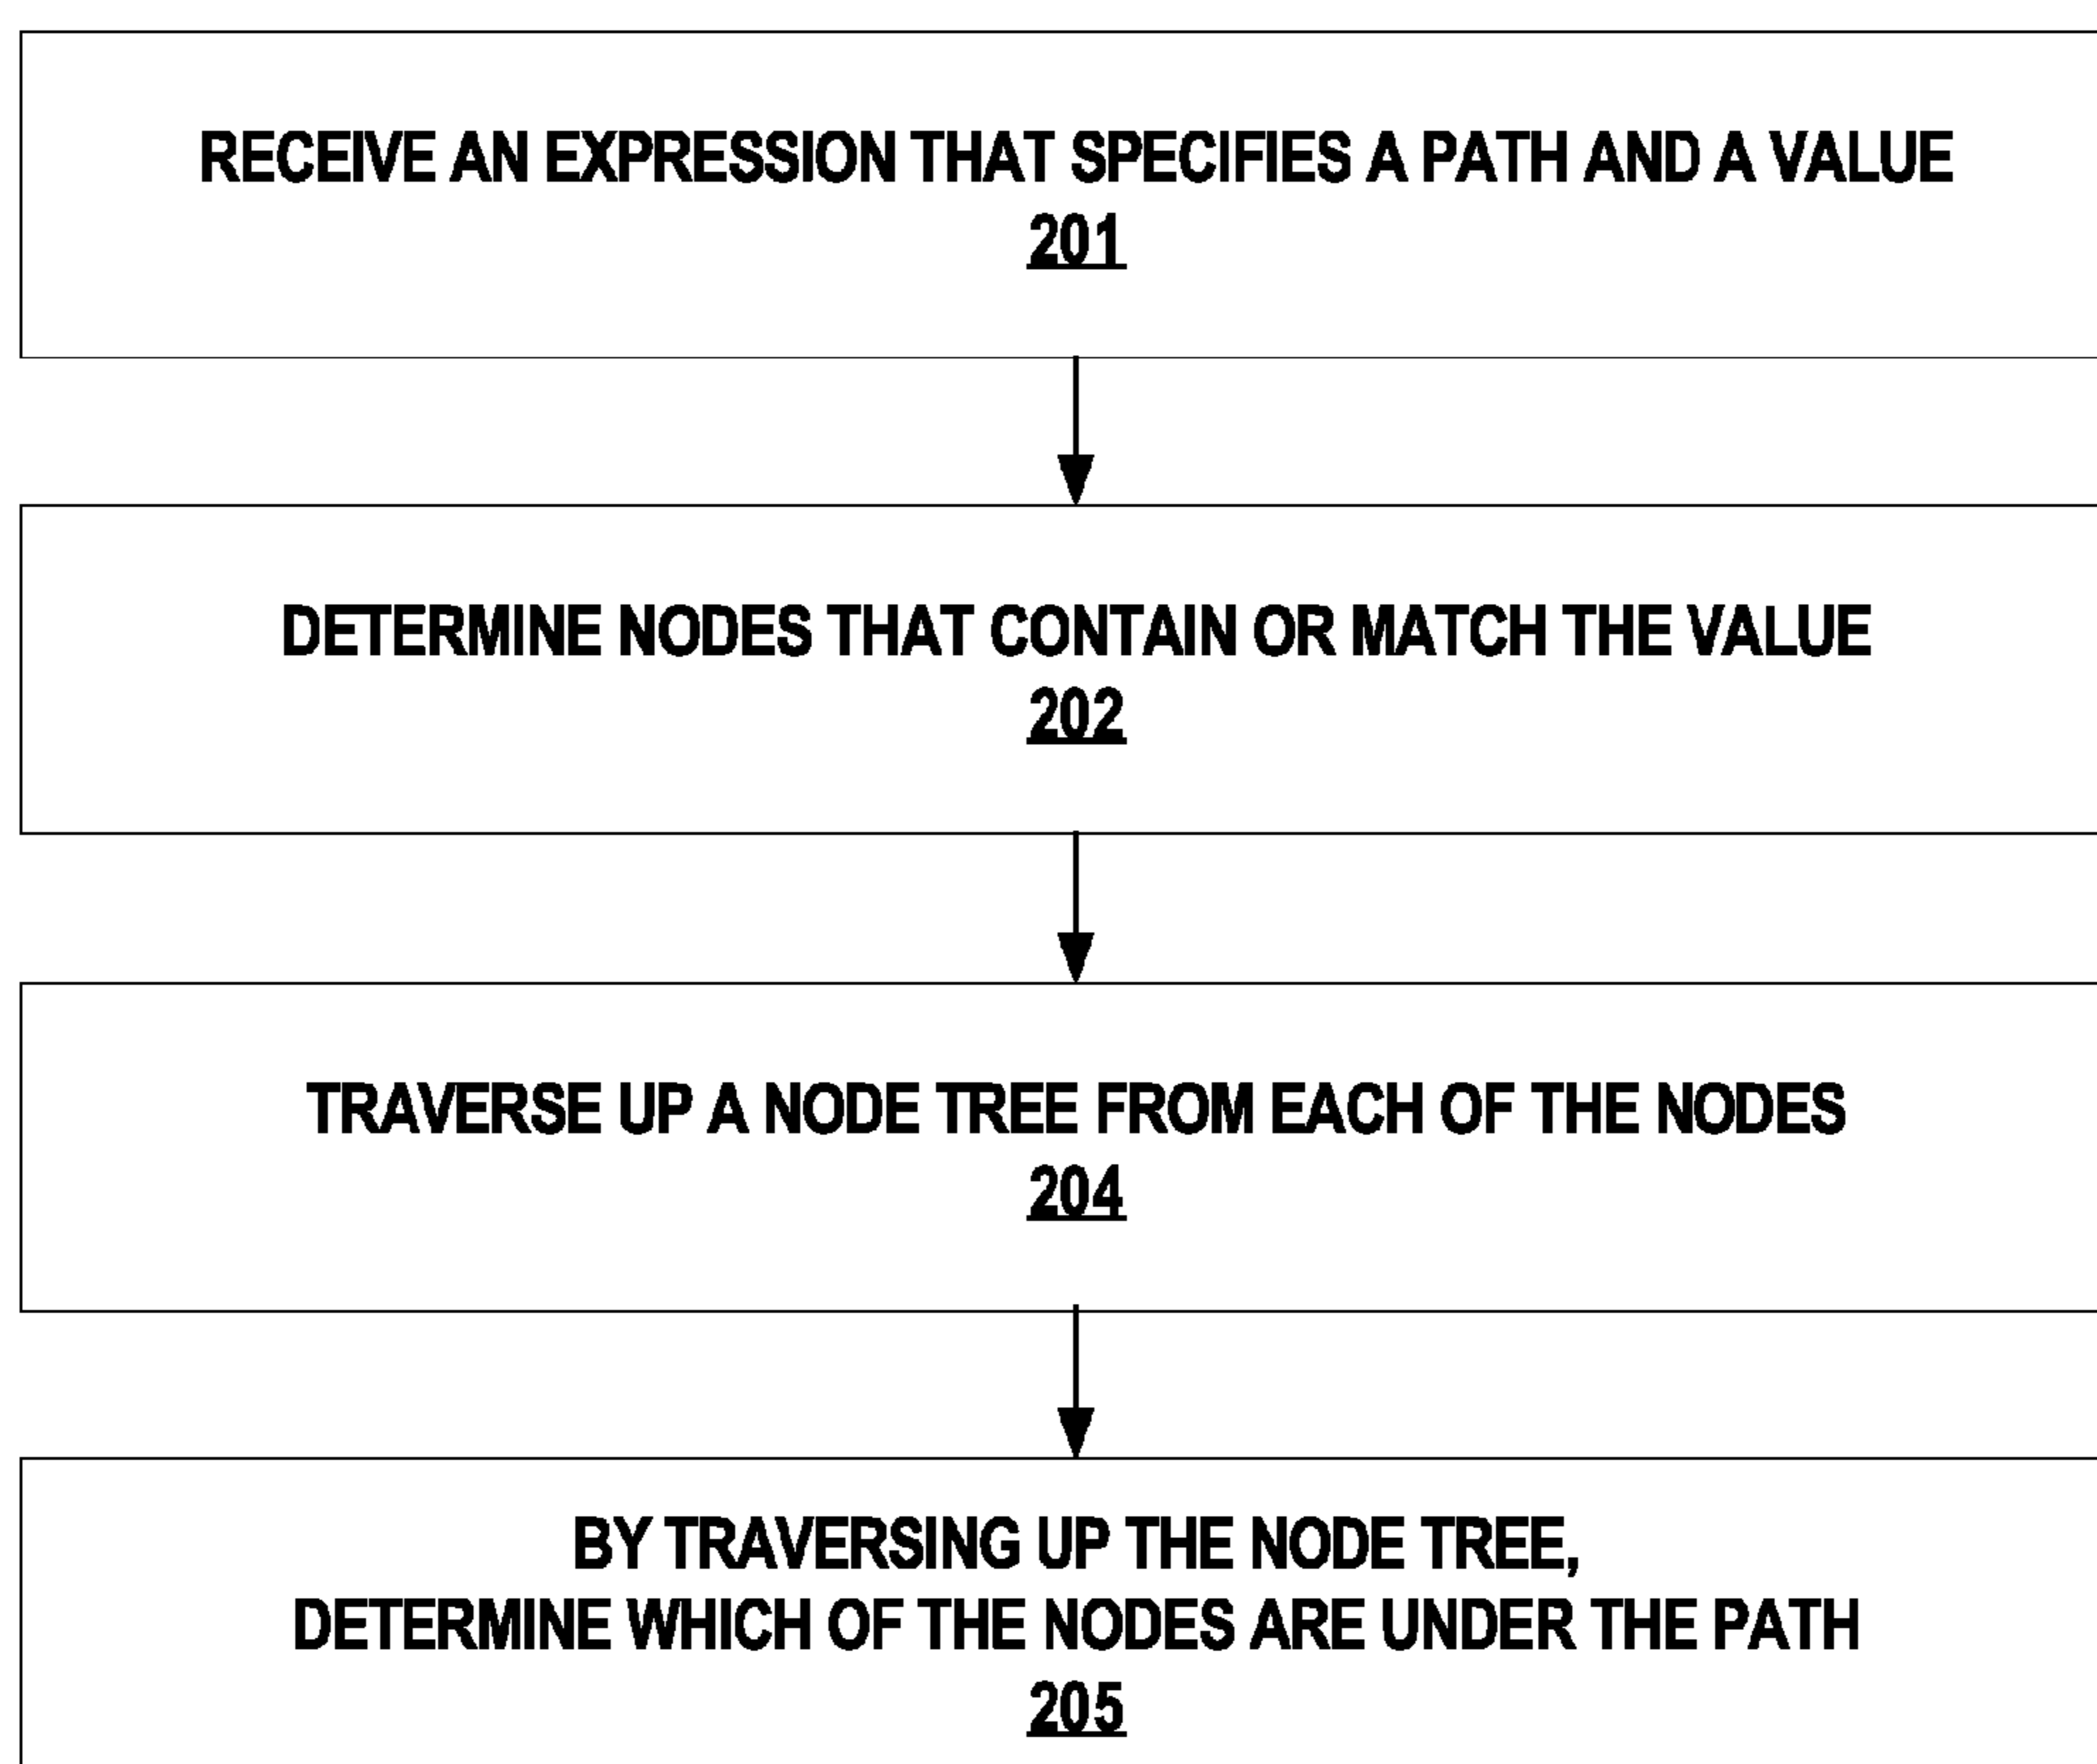 RECEIVE AN EXPRESSION THAT SPECIFIES A PATH AND A VALUE
201
DETERMINE NODES THAT CONTAIN OR MATCH THE VALUE
202
TRAVERSE UP A NODE TREE FROM EACH OF THE NODES
204
BY TRAVERSING UP THE NODE TREE,
DETERMINE WHICH OF THE NODES ARE UNDER THE PATH
205